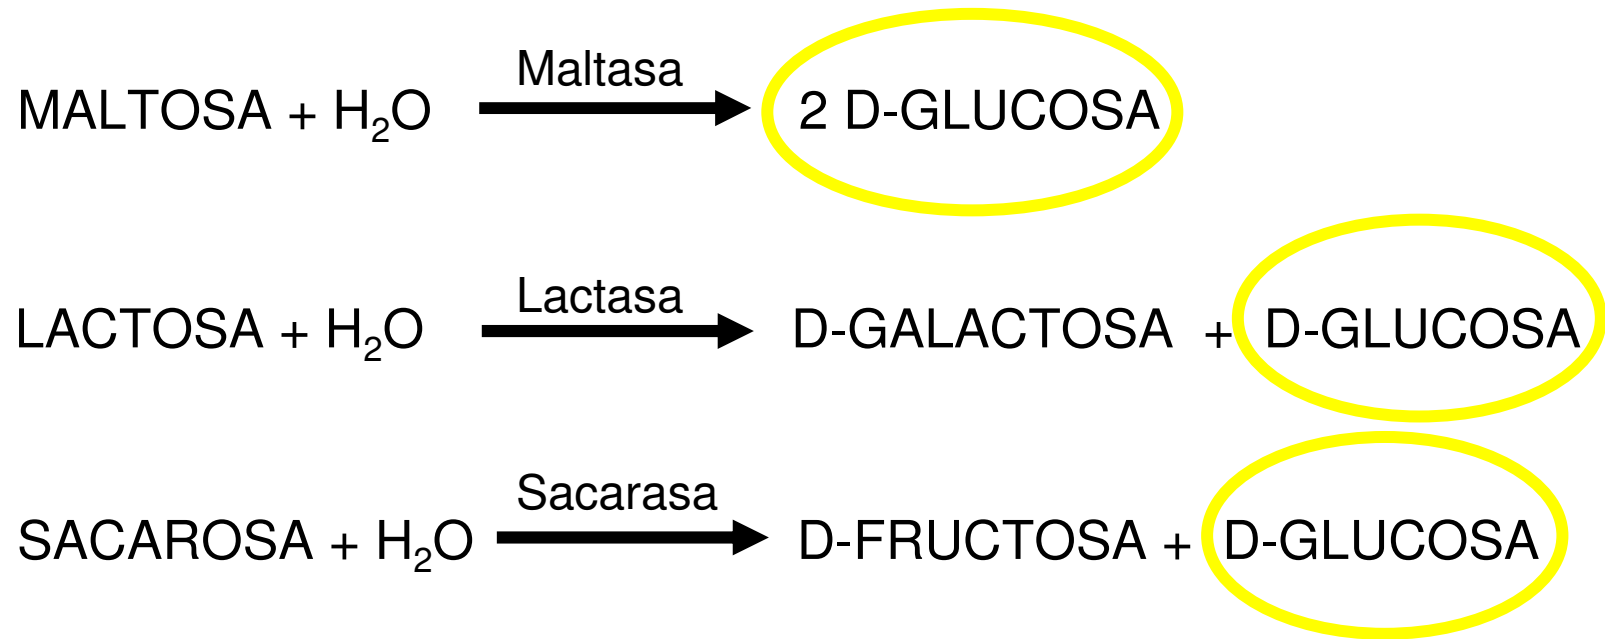 Maltasa
MALTOSA + H₂O 2 D-GLUCOSA
Lactasa
LACTOSA + H₂O D-GALACTOSA + D-GLUCOSA
Sacarasa
SACAROSA + H₂O D-FRUCTOSA + D-GLUCOSA